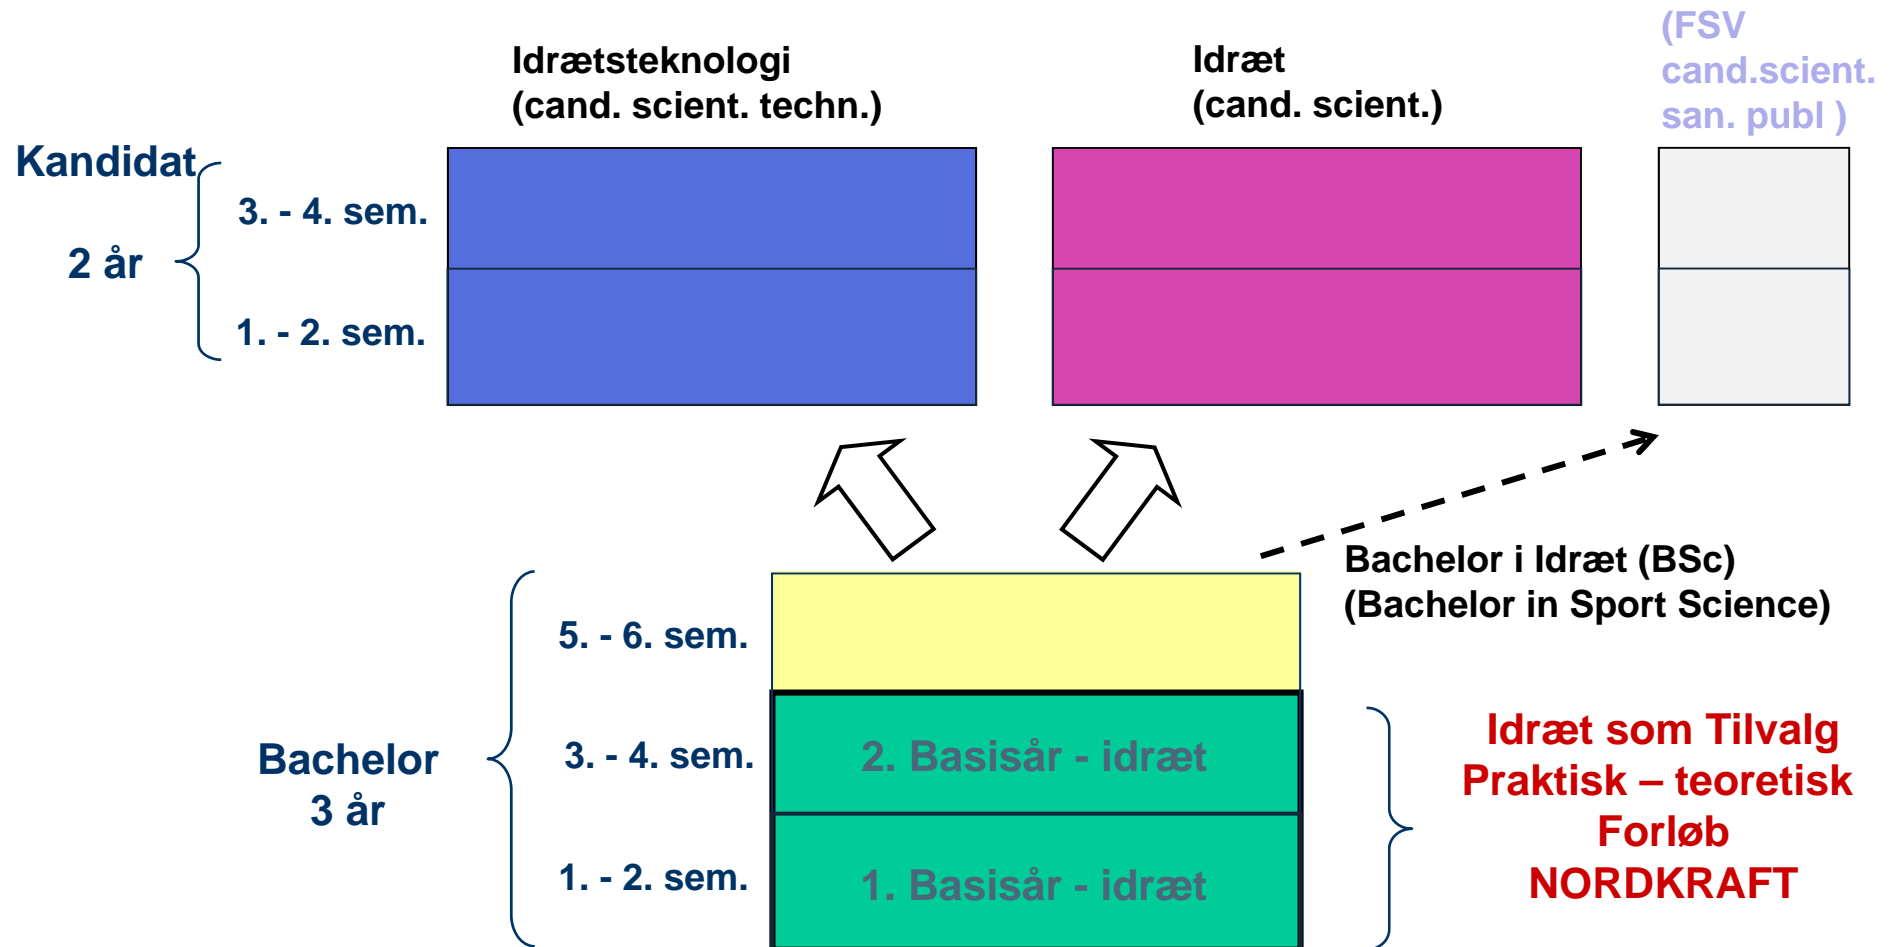 Idrætsteknologi
(cand. scient. techn.)
Idræt
(cand. scient.)
(FSV
cand.scient.
san. publ )
Kandidat
2 år
3. - 4. sem.
1. - 2. sem.
Bachelor i Idræt (BSc)
(Bachelor in Sport Science)
Bachelor
3 år
5. - 6. sem.
3. - 4. sem.
2. Basisår - idræt
1. - 2. sem.
1. Basisår - idræt
Idræt som Tilvalg
Praktisk – teoretisk
Forløb
NORDKRAFT